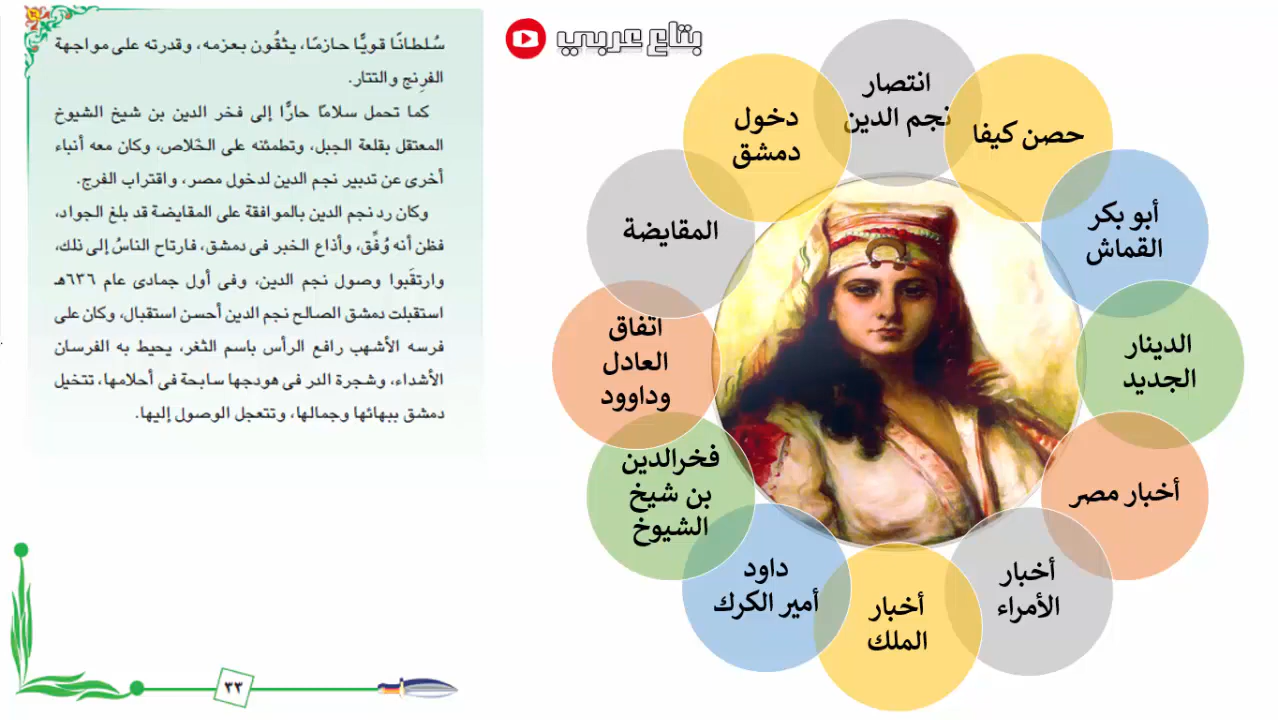 سُلطانًا قويًّا حازمًا، يثقُون بعزمه، وقدرته على مواجهة
الفرِنج والتتار.
كما تحمل سلامًا حارًّا إلى فخر الدين بن شيخ الشيوخ
المعتقل بقلعة الجبل، وتطمئنه على الخَلاص، وكان معه أنباء
أخرى عن تدبير نجم الدين لدخول مصر، واقتراب الفرج.
وكان رد نجم الدين بالموافقة على المقايضة قد بلغ الجواد،
فظن أنه وُفِّق، وأذاع الخبر فى دمشق، فارتاح الناسُ إلى ذلك،
وارتقَبوا وصول نجم الدين، وفى أول جمادى عام ٦٣٦هـ
استقبلت دمشق الصالح نجم الدين أحسن استقبال، وكان على
فرسه الأشهب رافع الرأس باسم الثغر، يحيط به الفرسان
الأشداء، وشجرة الدر فى هودجها سابحة فى أحلامها، تتخيل
دمشق ببهائها وجمالها، وتتعجل الوصول إليها.
٣٣
بتاع عربي
انتصار
نجم الدين
حصن كيفا
أبو بكر
القماش
الدينار
الجديد
أخبار مصر
أخبار
الأمراء
أخبار
الملك
داود
أمير الكرك
فخرالدين
بن شيخ
الشيوخ
اتفاق
العادل
وداوود
المقايضة
دخول
دمشق